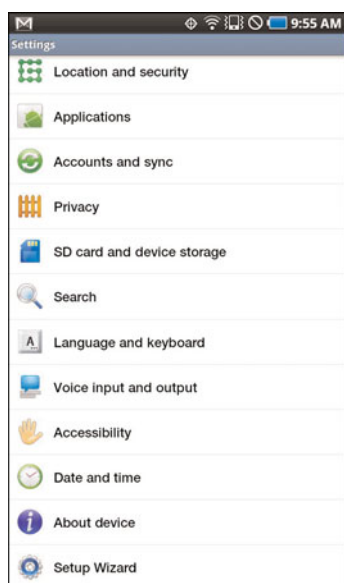 9:55 AM
Settings
Location and security
Applications
Accounts and sync
Privacy
SD card and device storage
Search
A
Language and keyboard
Voice input and output
Accessibility
Date and time
About device
Setup Wizard